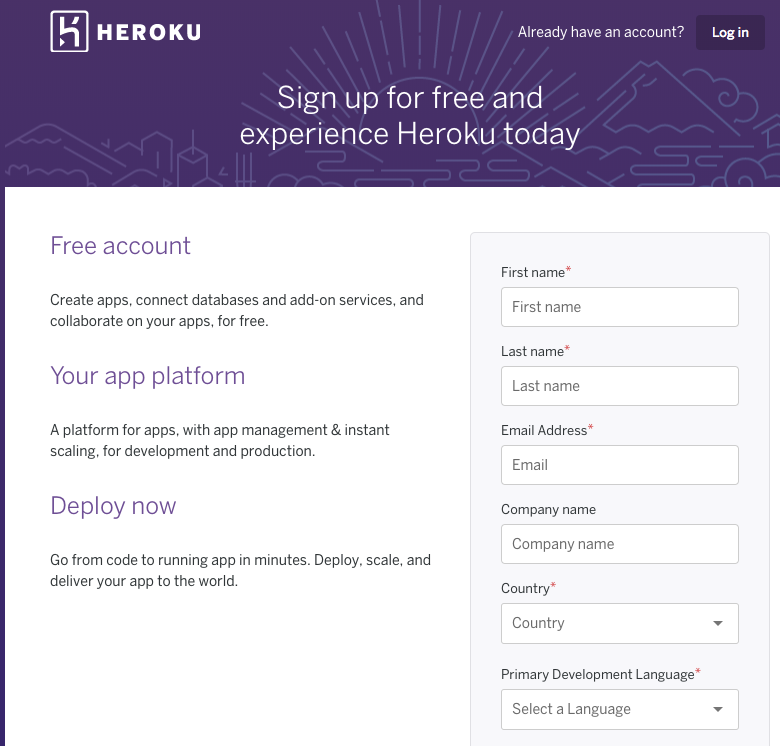 HEROKU
Already have an account?
Log in
Sign up for free and
experience Heroku today
Free account
Create apps, connect databases and add-on services, and
collaborate on your apps, for free.
Your app platform
A platform for apps, with app management & instant
scaling, for development and production.
Deploy now
Go from code to running app in minutes. Deploy, scale, and
deliver your app to the world.
First name*
First name
Last name*
Last name
Email Address*
Email
Company name
Company name
Country*
Country
Primary Development Language*
Select a Language